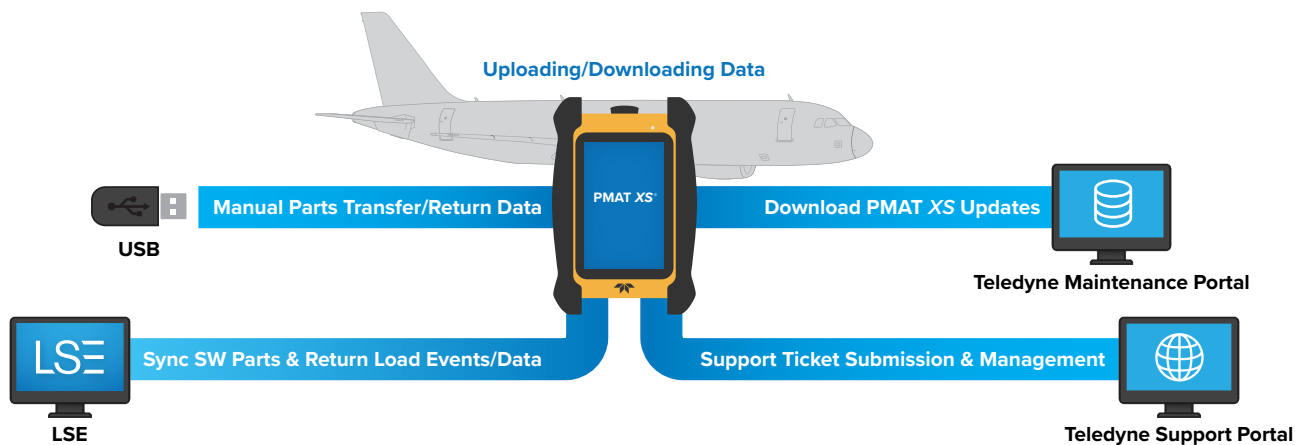 Uploading/Downloading Data
PMAT XS®
Manual Parts Transfer/Return Data
USB
Download PMAT XS Updates
Teledyne Maintenance Portal
LSΞ
Sync SW Parts & Return Load Events/Data
LSE
Support Ticket Submission & Management
Teledyne Support Portal